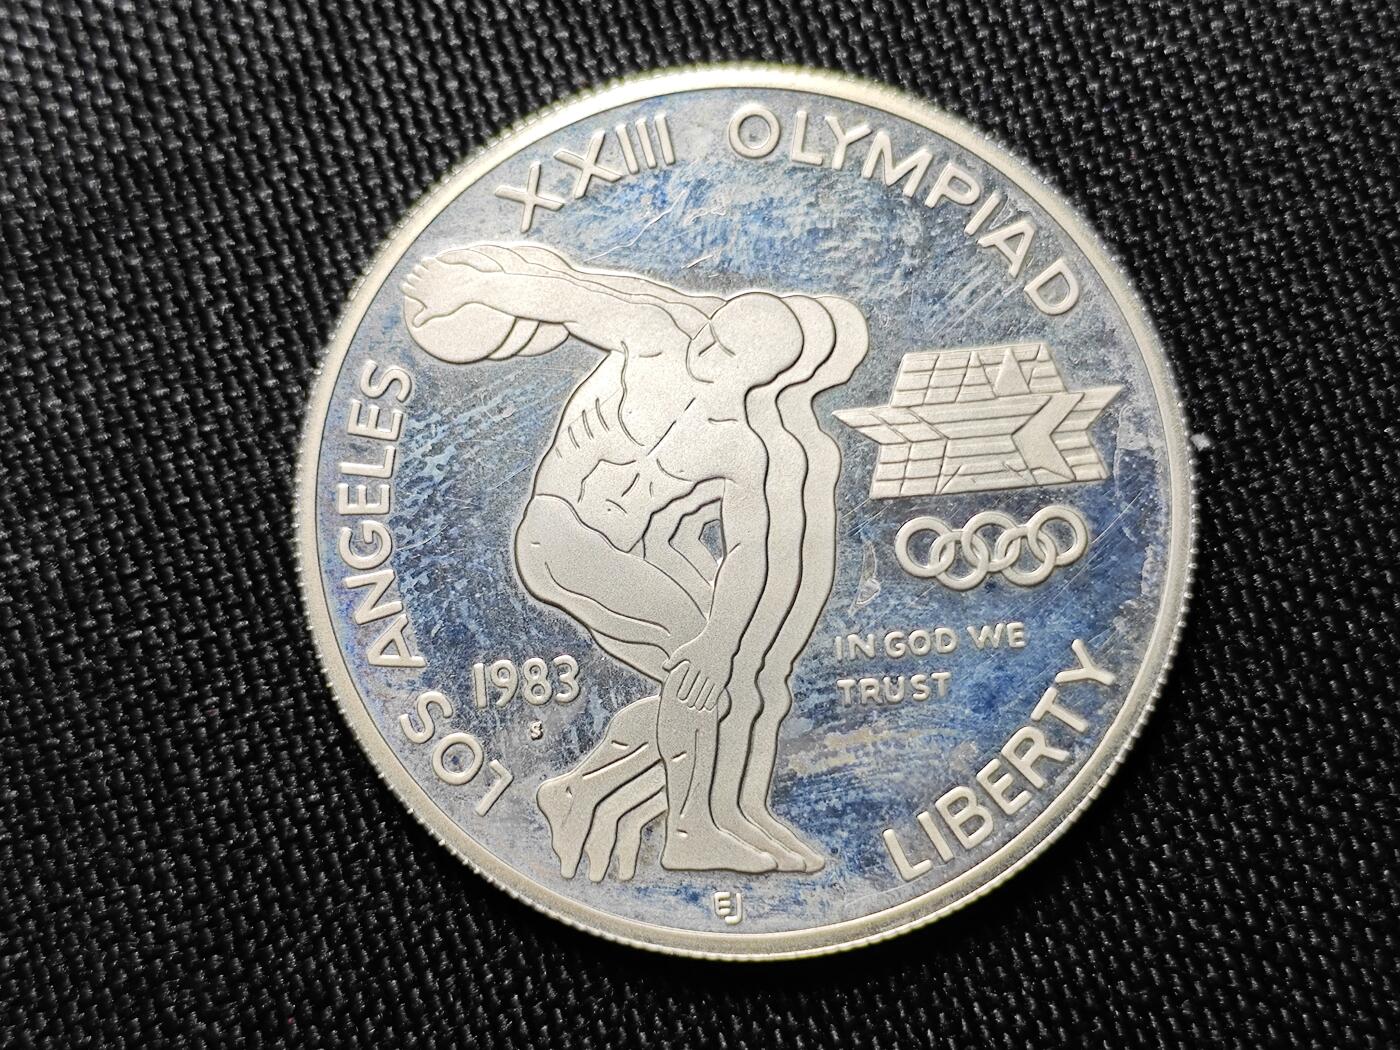 XXIII OLYMPIAD
LOS ANGELES
1983
S
IN GOD WE
TRUST
LIBERTY
EJ